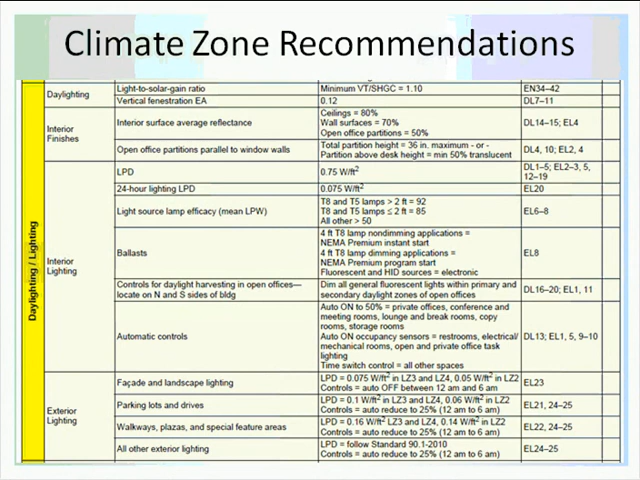 Climate Zone Recommendations
Daylighting / Lighting
Daylighting
Light-to-solar-gain ratio
Minimum VT/SHGC = 1.10
EN34–42
Vertical fenestration EA
0.12
DL7–11
Interior
Finishes
Interior surface average reflectance
Ceilings = 80%
Wall surfaces = 70%
Open office partitions = 50%
DL14–15; EL4
Open office partitions parallel to window walls
Total partition height = 36 in. maximum - or -
Partition above desk height = min 50% translucent
DL4, 10; EL2, 4
Interior
Lighting
LPD
0.75 W/ft²
DL1–5; EL2–3, 5,
12–19
24-hour lighting LPD
0.075 W/ft²
EL20
Light source lamp efficacy (mean LPW)
T8 and T5 lamps > 2 ft = 92
T8 and T5 lamps ≤ 2 ft = 85
All other > 50
EL6–8
Ballasts
4 ft T8 lamp nondimming applications =
NEMA Premium instant start
4 ft T8 lamp dimming applications =
NEMA Premium program start
Fluorescent and HID sources = electronic
EL8
Controls for daylight harvesting in open offices—
locate on N and S sides of bldg
Dim all general fluorescent lights within primary and
secondary daylight zones of open offices
DL16–20; EL1, 11
Automatic controls
Auto ON to 50% = private offices, conference and
meeting rooms, lounge and break rooms, copy
rooms, storage rooms
Auto ON occupancy sensors = restrooms, electrical/
mechanical rooms, open and private office task
lighting
Time switch control = all other spaces
DL13; EL1, 5, 9–10
Exterior
Lighting
Façade and landscape lighting
LPD = 0.075 W/ft² in LZ3 and LZ4, 0.05 W/ft² in LZ2
Controls = auto OFF between 12 am and 6 am
EL23
Parking lots and drives
LPD = 0.1 W/ft² in LZ3 and LZ4, 0.06 W/ft² in LZ2
Controls = auto reduce to 25% (12 am to 6 am)
EL21, 24–25
Walkways, plazas, and special feature areas
LPD = 0.16 W/ft² LZ3 and LZ4, 0.14 W/ft² in LZ2
Controls = auto reduce to 25% (12 am to 6 am)
EL22, 24–25
All other exterior lighting
LPD = follow Standard 90.1-2010
Controls = auto reduce to 25% (12 am to 6 am)
EL24–25